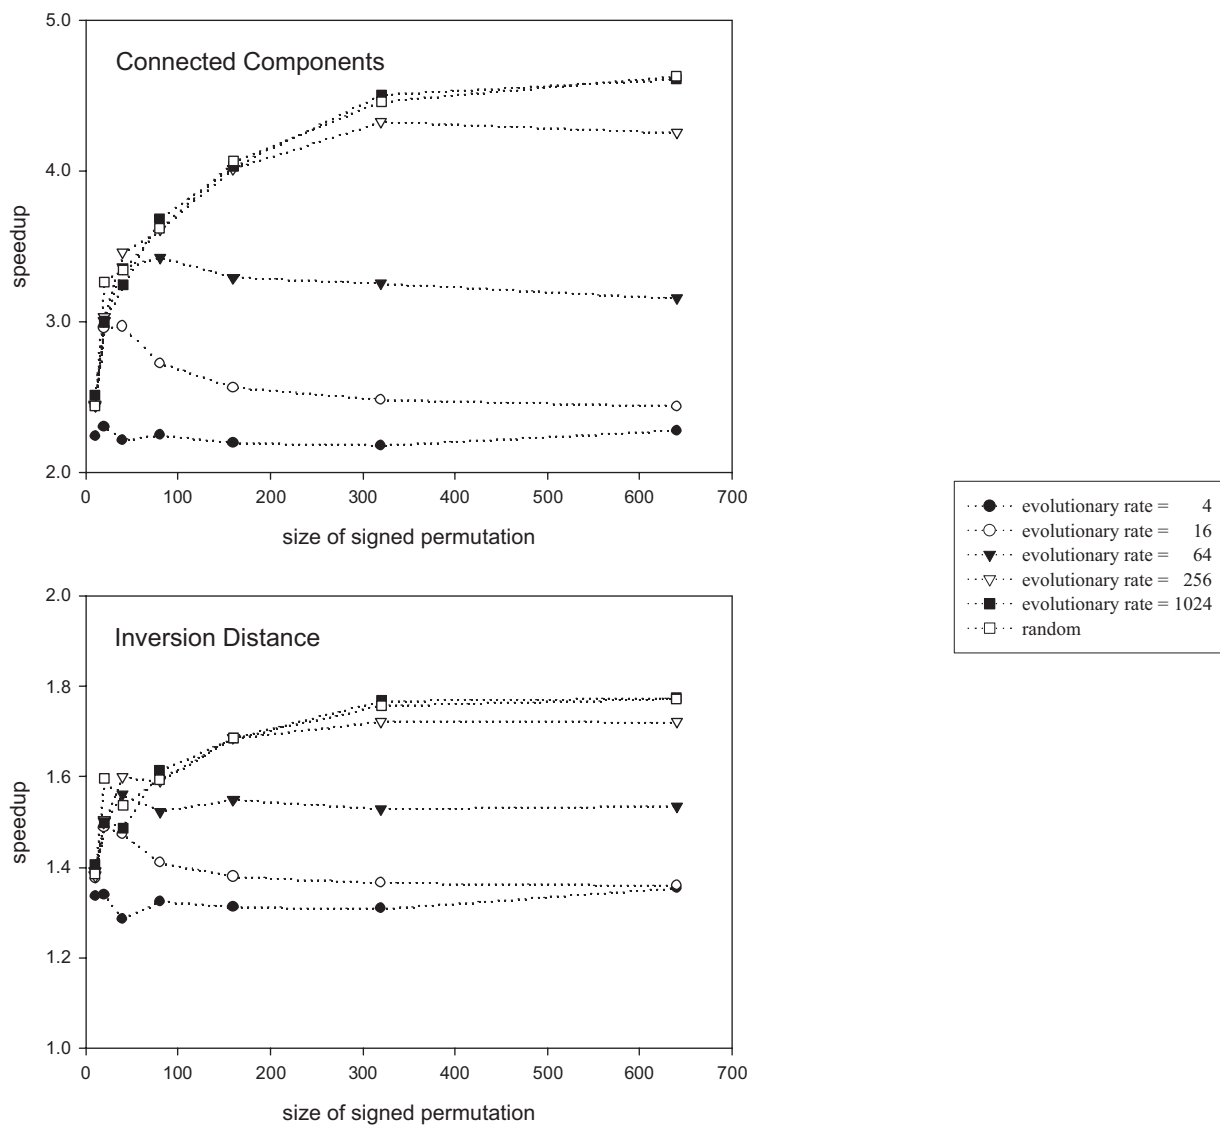 5.0
Connected Components
4.0
speedup
3.0
2.0
0 100 200 300 400 500 600 700
size of signed permutation
evolutionary rate = 4
evolutionary rate = 16
evolutionary rate = 64
evolutionary rate = 256
evolutionary rate = 1024
random
2.0
Inversion Distance
1.8
1.6
speedup
1.4
1.2
1.0
0 100 200 300 400 500 600 700
size of signed permutation